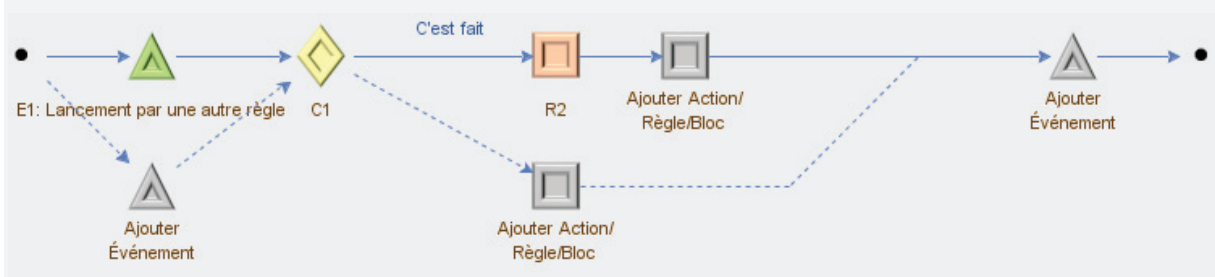 C'est fait
E1: Lancement par une autre règle
C1
R2
Ajouter Action/
Règle/Bloc
Ajouter
Événement
Ajouter
Événement
Ajouter Action/
Règle/Bloc